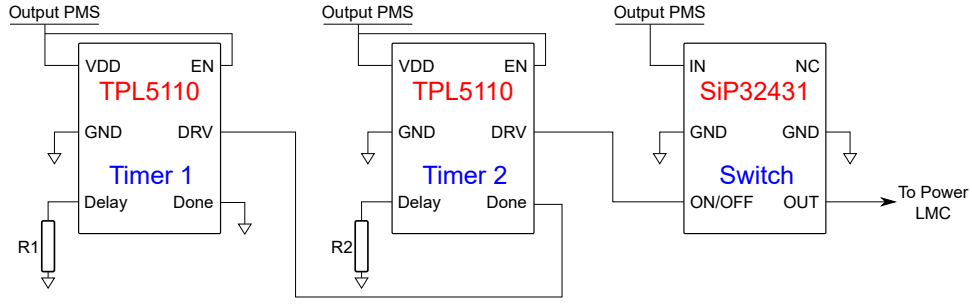 Output PMS
Output PMS
Output PMS
VDD EN
TPL5110
GND DRV
Timer 1
Delay Done
R1
VDD EN
TPL5110
GND DRV
Timer 2
Delay Done
R2
IN NC
SiP32431
GND GND
Switch
ON/OFF OUT
To Power
LMC